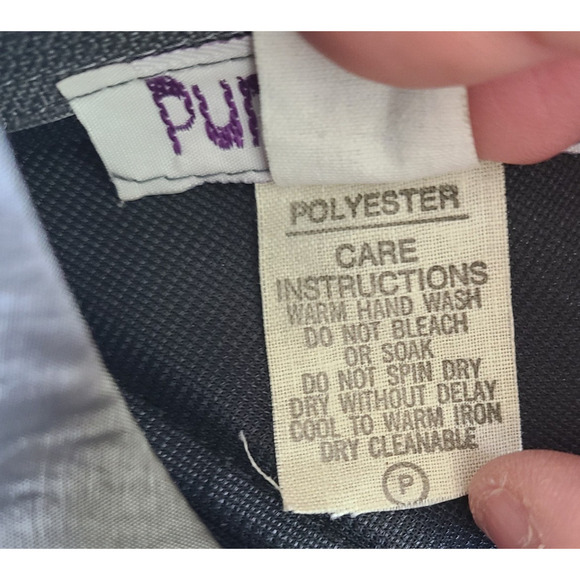 POLYESTER
CARE
INSTRUCTIONS
WARM HAND WASH
DO NOT BLEACH
OR SOAK
DO NOT SPIN DRY
DRY WITHOUT DELAY
COOL TO WARM IRON
DRY CLEANABLE
P